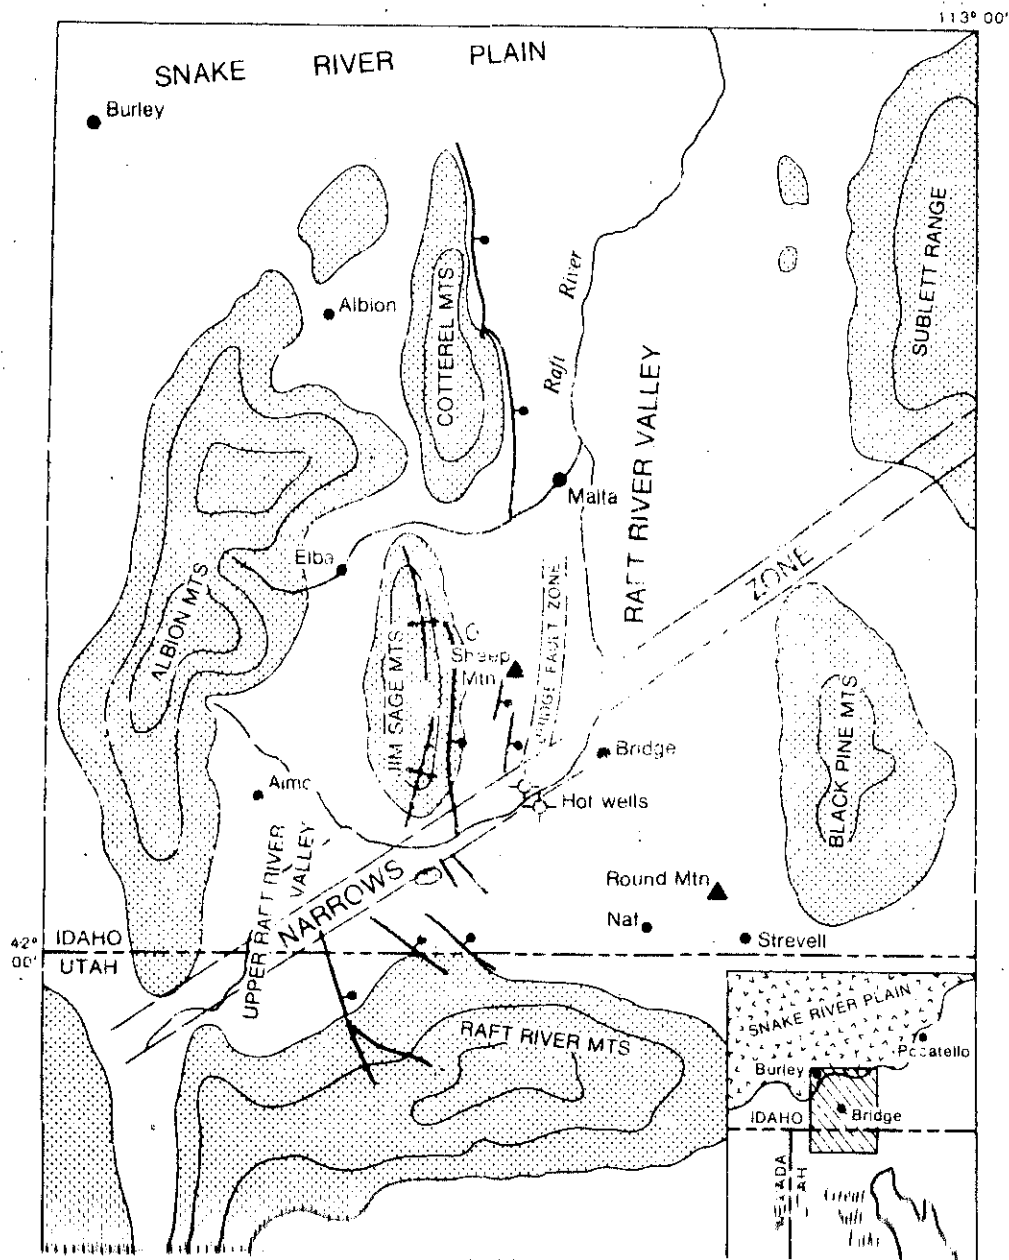 113° 00'
SNAKE RIVER PLAIN
Burley
Albion
COTTEREL MTS
Raft River
SUBLETT RANGE
RAFT RIVER VALLEY
Malta
Elba
ALBION MTS
ZONE
FAULT ZONE
Sheep
Mtn
JIM SAGE MTS
Bridge
BLACK PINE MTS
Hot wells
UPPER RAFT RIVER
VALLEY
NARROWS
Round Mtn
Naf
Strevell
42°
00'
IDAHO
UTAH
RAFT RIVER MTS
SNAKE RIVER PLAIN
Pocatello
Burley
Bridge
IDAHO